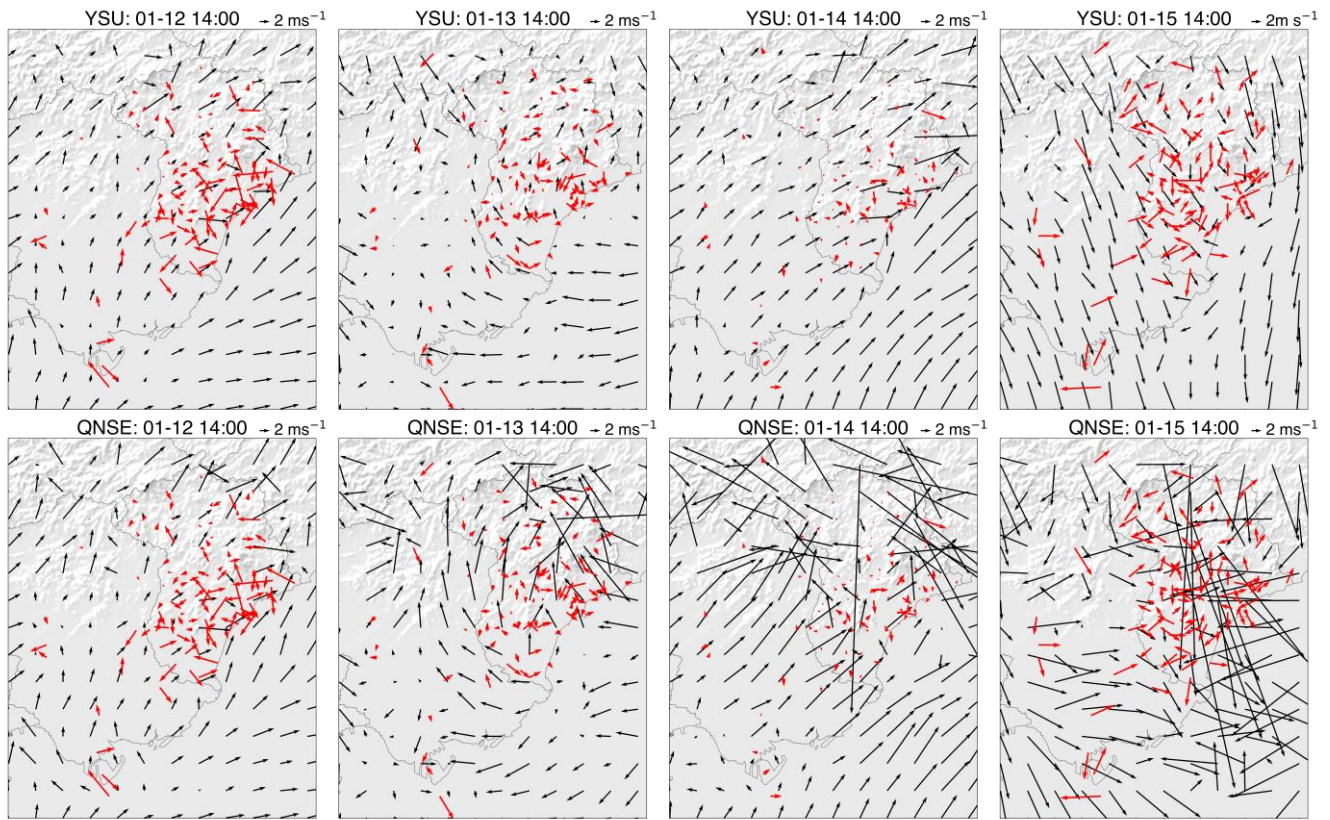 YSU: 01-12 14:00 → 2 ms⁻¹
YSU: 01-13 14:00 → 2 ms⁻¹
YSU: 01-14 14:00 → 2 ms⁻¹
YSU: 01-15 14:00 → 2m s⁻¹
QNSE: 01-12 14:00 → 2 ms⁻¹
QNSE: 01-13 14:00 → 2 ms⁻¹
QNSE: 01-14 14:00 → 2 ms⁻¹
QNSE: 01-15 14:00 → 2 ms⁻¹